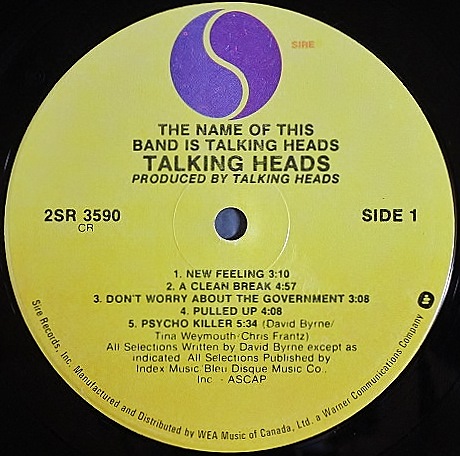 SIRE
THE NAME OF THIS
BAND IS TALKING HEADS
TALKING HEADS
PRODUCED BY TALKING HEADS
2SR 3590
CR
SIDE 1
1. NEW FEELING 3:10
2. A CLEAN BREAK 4:57
3. DON'T WORRY ABOUT THE GOVERNMENT 3:08
4. PULLED UP 4:08
5. PSYCHO KILLER 5:34 (David Byrne/
Tina Weymouth/Chris Frantz)
All Selections Written by David Byrne except as
indicated. All Selections Published by
Index Music/Bleu Disque Music Co.,
Inc. - ASCAP
Sire Records, Inc. Manufactured and Distributed by WEA Music of Canada, Ltd. a Warner Communications Company